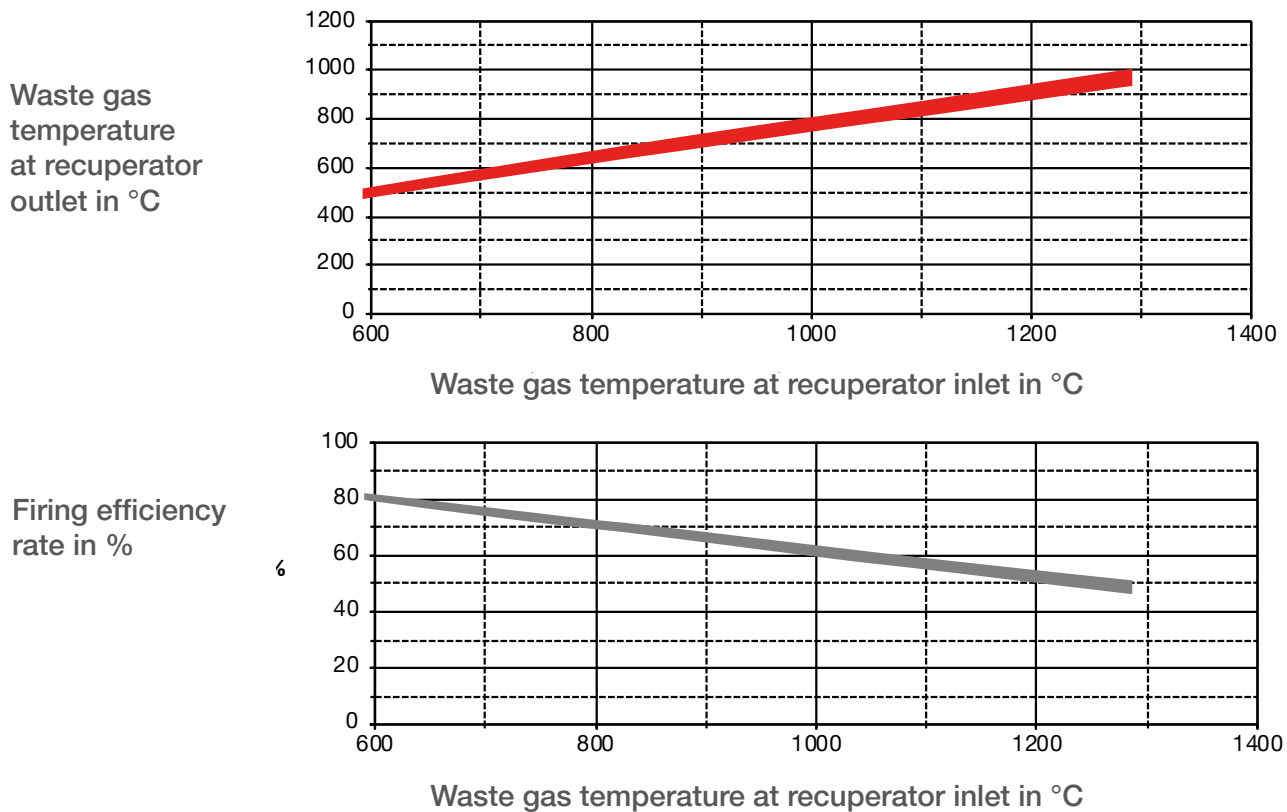 Waste gas
temperature
at recuperator
outlet in °C
1200
1000
800
600
400
200
0
600 800 1000 1200 1400
Waste gas temperature at recuperator inlet in °C
Firing efficiency
rate in %
%
100
80
60
40
20
0
600 800 1000 1200 1400
Waste gas temperature at recuperator inlet in °C